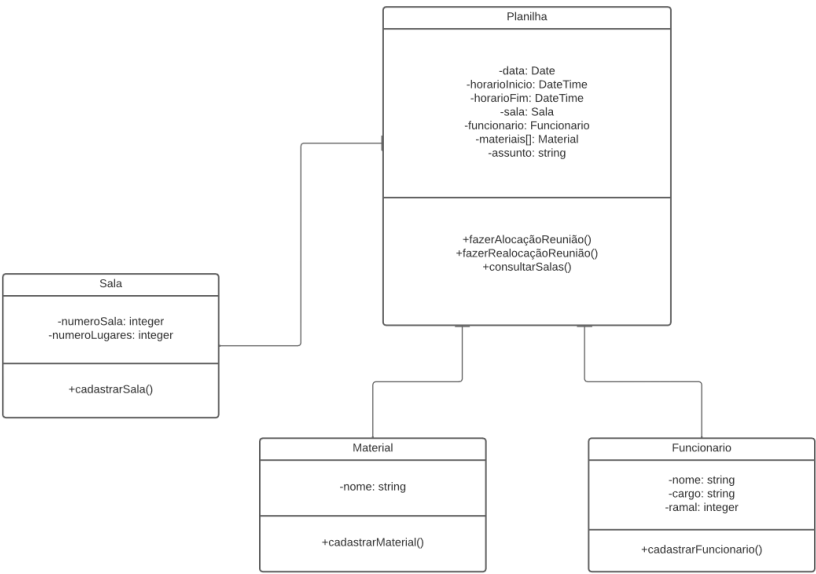 Planilha
-data: Date
-horarioInicio: DateTime
-horarioFim: DateTime
-sala: Sala
-funcionario: Funcionario
-materiais[]: Material
-assunto: string
+fazerAlocaçãoReunião()
+fazerRealocaçãoReunião()
+consultarSalas()
Sala
-numeroSala: integer
-numeroLugares: integer
+cadastrarSala()
Material
-nome: string
+cadastrarMaterial()
Funcionario
-nome: string
-cargo: string
-ramal: integer
+cadastrarFuncionario()